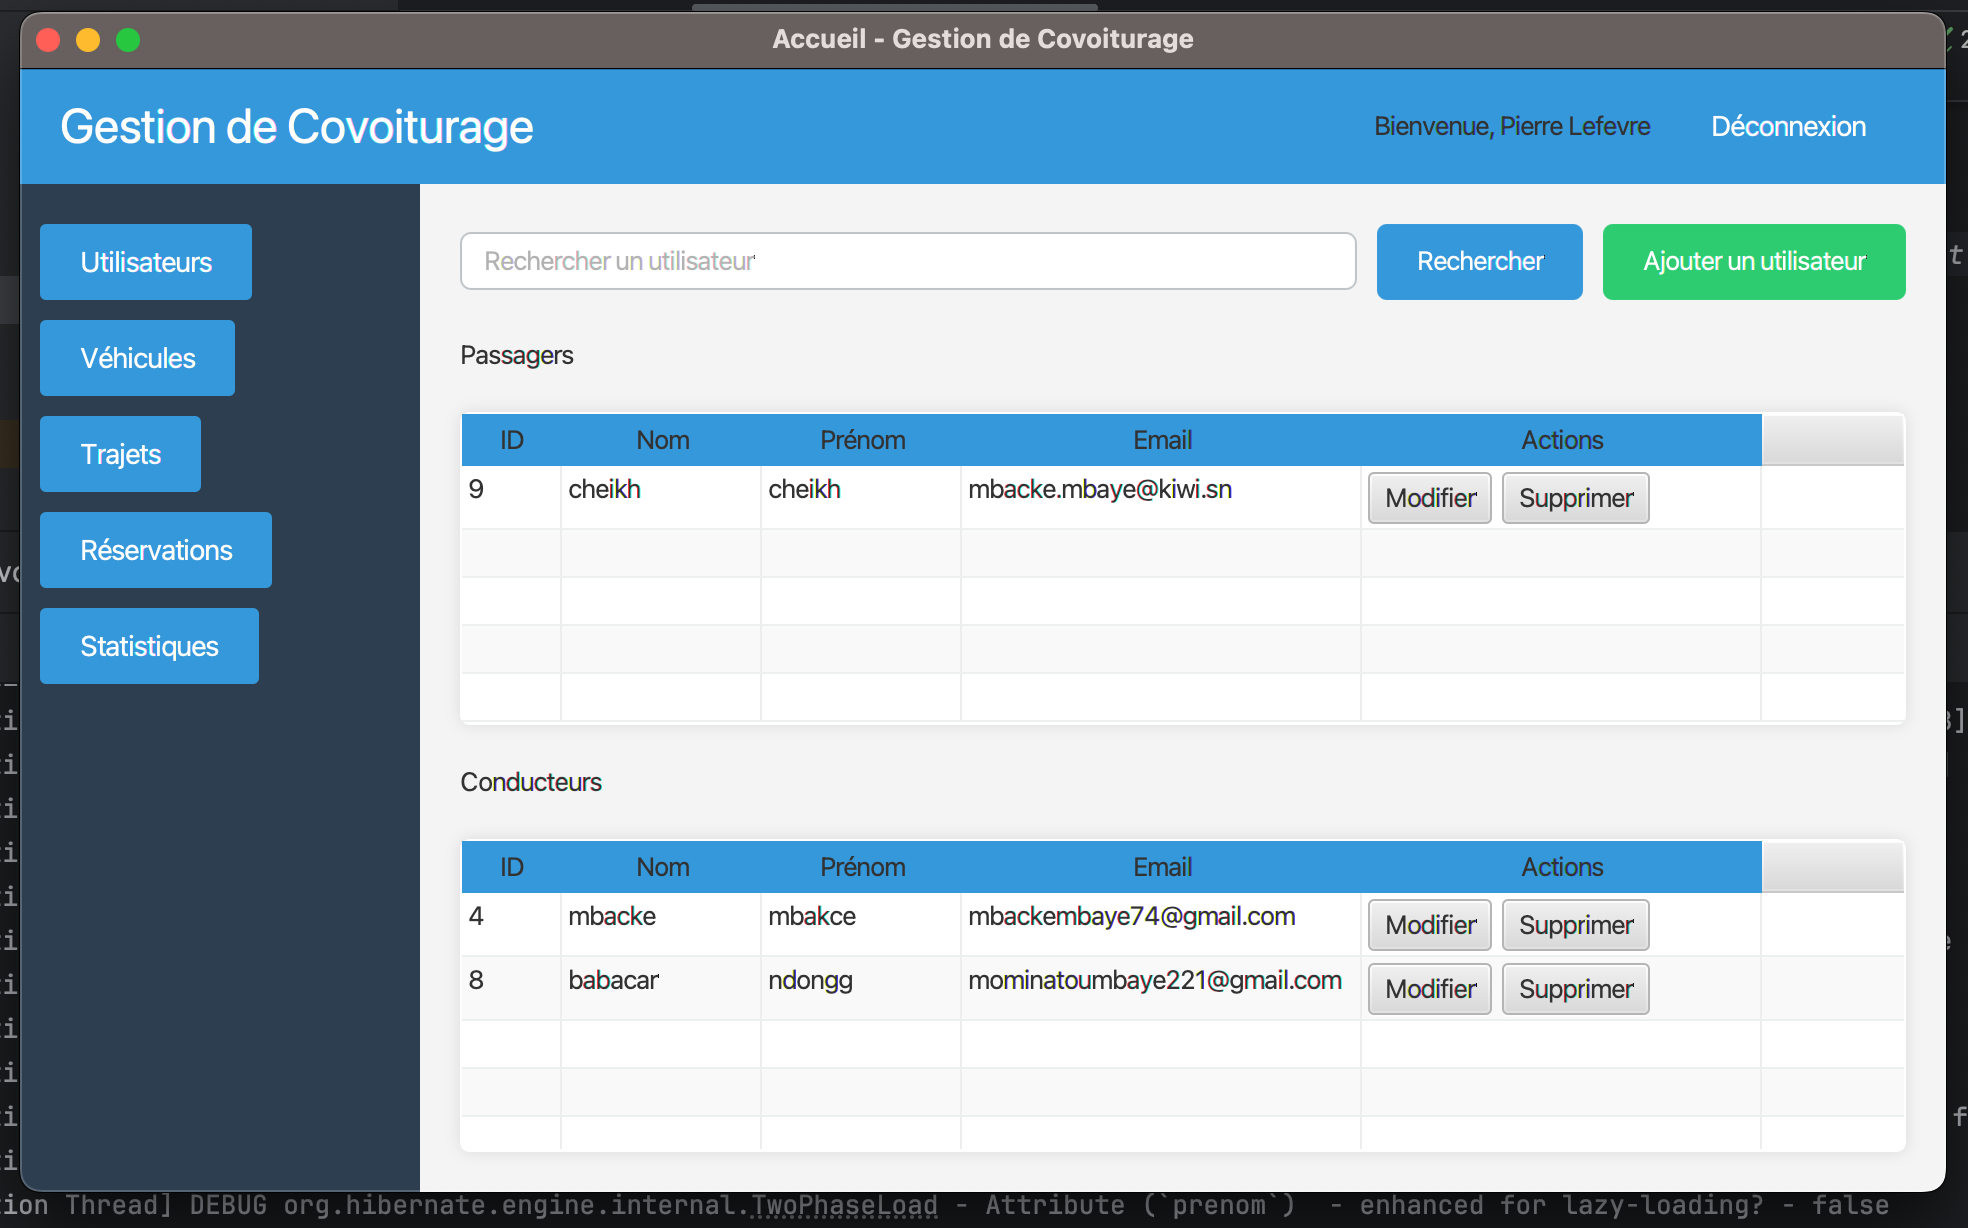 Accueil - Gestion de Covoiturage
Gestion de Covoiturage
Bienvenue, Pierre Lefevre
Déconnexion
Utilisateurs
Véhicules
Trajets
Réservations
Statistiques
Rechercher un utilisateur
Rechercher
Ajouter un utilisateur
Passagers
ID Nom Prénom Email Actions
9 cheikh cheikh mbacke.mbaye@kiwi.sn Modifier Supprimer
Conducteurs
ID Nom Prénom Email Actions
4 mbacke mbakce mbackembaye74@gmail.com Modifier Supprimer
8 babacar ndongg mominatoumbaye221@gmail.com Modifier Supprimer
Thread] DEBUG org.hibernate.engine.internal.TwoPhaseLoad - Attribute (`prenom`) - enhanced for lazy-loading? - false